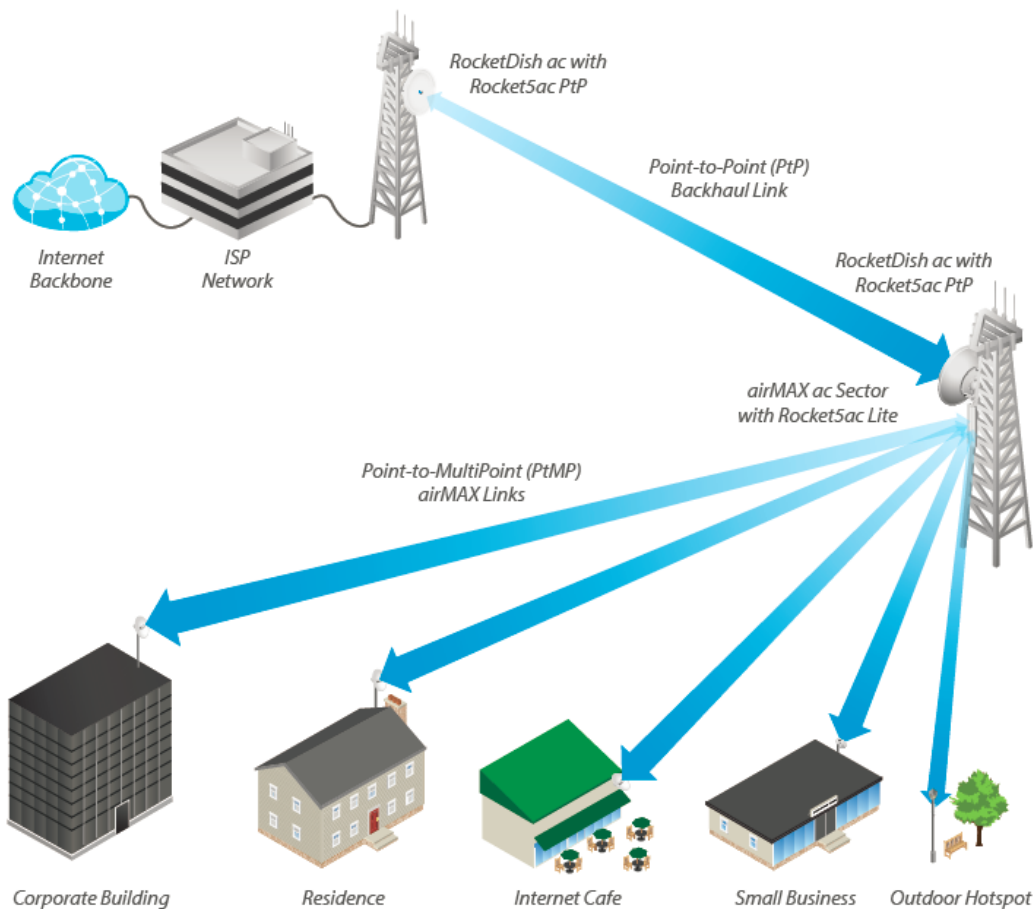 RocketDish ac with
Rocket5ac PtP
Point-to-Point (PtP)
Backhaul Link
Internet
Backbone
ISP
Network
RocketDish ac with
Rocket5ac PtP
airMAX ac Sector
with Rocket5ac Lite
Point-to-MultiPoint (PtMP)
airMAX Links
Corporate Building
Residence
Internet Cafe
Small Business
Outdoor Hotspot